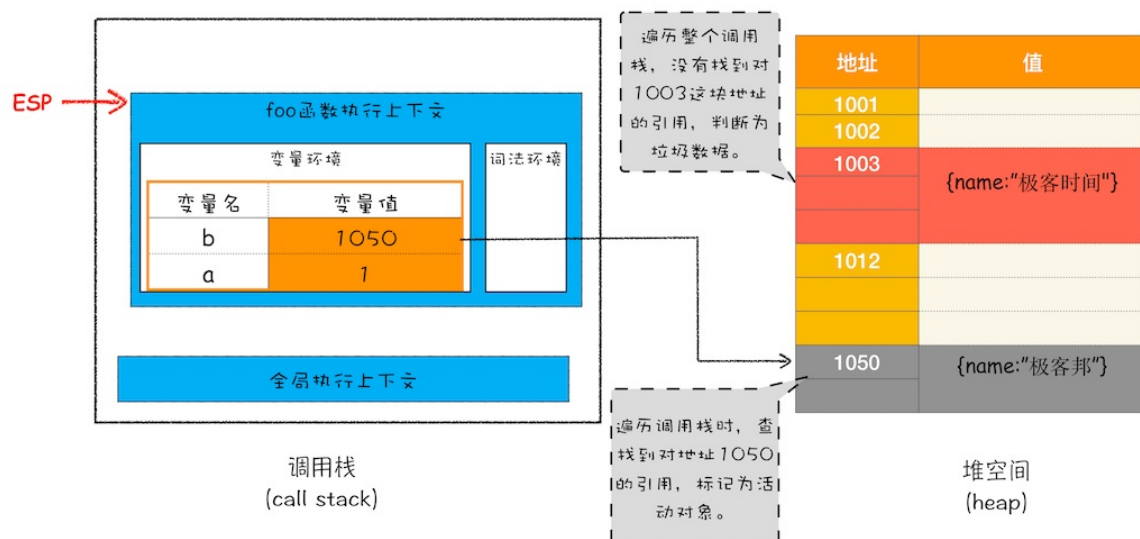 ESP
foo函数执行上下文
变量环境
词法环境
变量名 变量值
b 1050
a 1
全局执行上下文
调用栈
(call stack)
遍历整个调用
栈，没有找到对
1003这块地址
的引用，判断为
垃圾数据。
遍历调用栈时，查
找到对地址1050
的引用，标记为活
动对象。
地址 值
1001
1002
1003 {name:"极客时间"}
1012
1050 {name:"极客邦"}
堆空间
(heap)